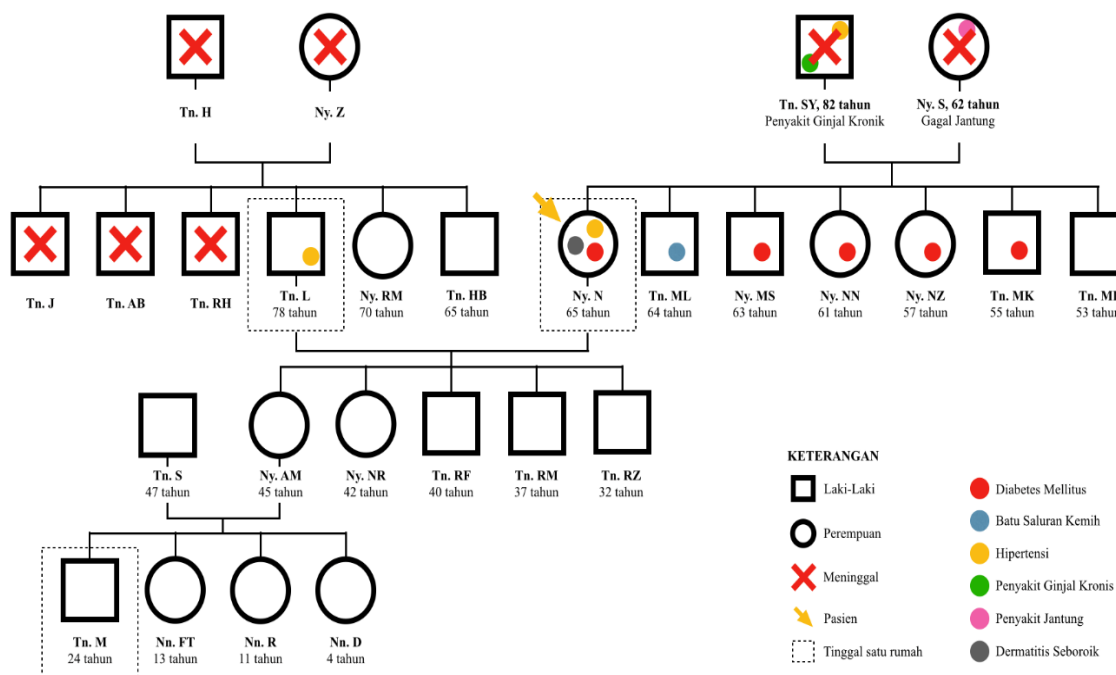 Tn. H
Ny. Z
Tn. SY, 82 tahun
Penyakit Ginjal Kronik
Ny. S, 62 tahun
Gagal Jantung
Tn. J
Tn. AB
Tn. RH
Tn. L
78 tahun
Ny. RM
70 tahun
Tn. HB
65 tahun
Ny. N
65 tahun
Tn. ML
64 tahun
Ny. MS
63 tahun
Ny. NN
61 tahun
Ny. NZ
57 tahun
Tn. MK
55 tahun
Tn.
53 tahun
Tn. S
47 tahun
Ny. AM
45 tahun
Ny. NR
42 tahun
Tn. RF
40 tahun
Tn. RM
37 tahun
Tn. RZ
32 tahun
Tn. M
24 tahun
Nn. FT
13 tahun
Nn. R
11 tahun
Nn. D
4 tahun
KETERANGAN
Laki-Laki
Perempuan
Meninggal
Pasien
Tinggal satu rumah
Diabetes Mellitus
Batu Saluran Kemih
Hipertensi
Penyakit Ginjal Kronis
Penyakit Jantung
Dermatitis Seboroik